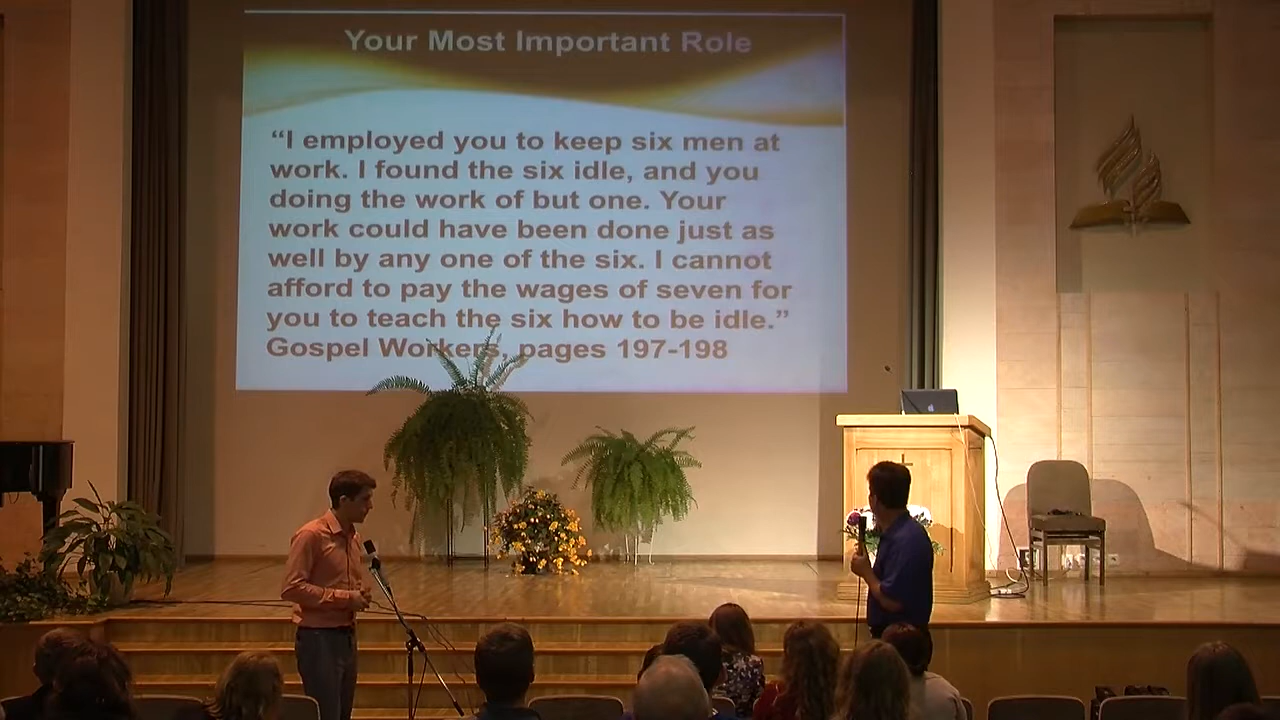 Your Most Important Role
“I employed you to keep six men at
work. I found the six idle, and you
doing the work of but one. Your
work could have been done just as
well by any one of the six. I cannot
afford to pay the wages of seven for
you to teach the six how to be idle.”
Gospel Workers, pages 197-198